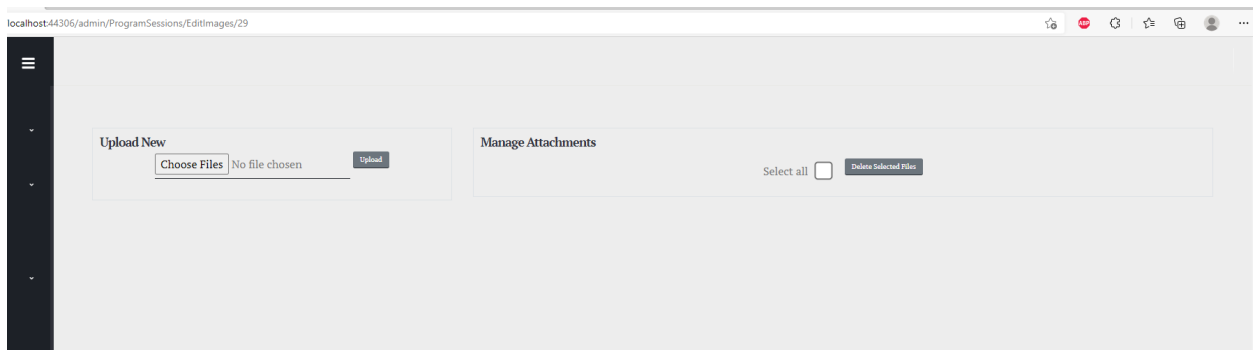 localhost:44306/admin/ProgramSessions/EditImages/29
ABP
Upload New
Choose Files No file chosen
Upload
Manage Attachments
Select all
Delete Selected Files